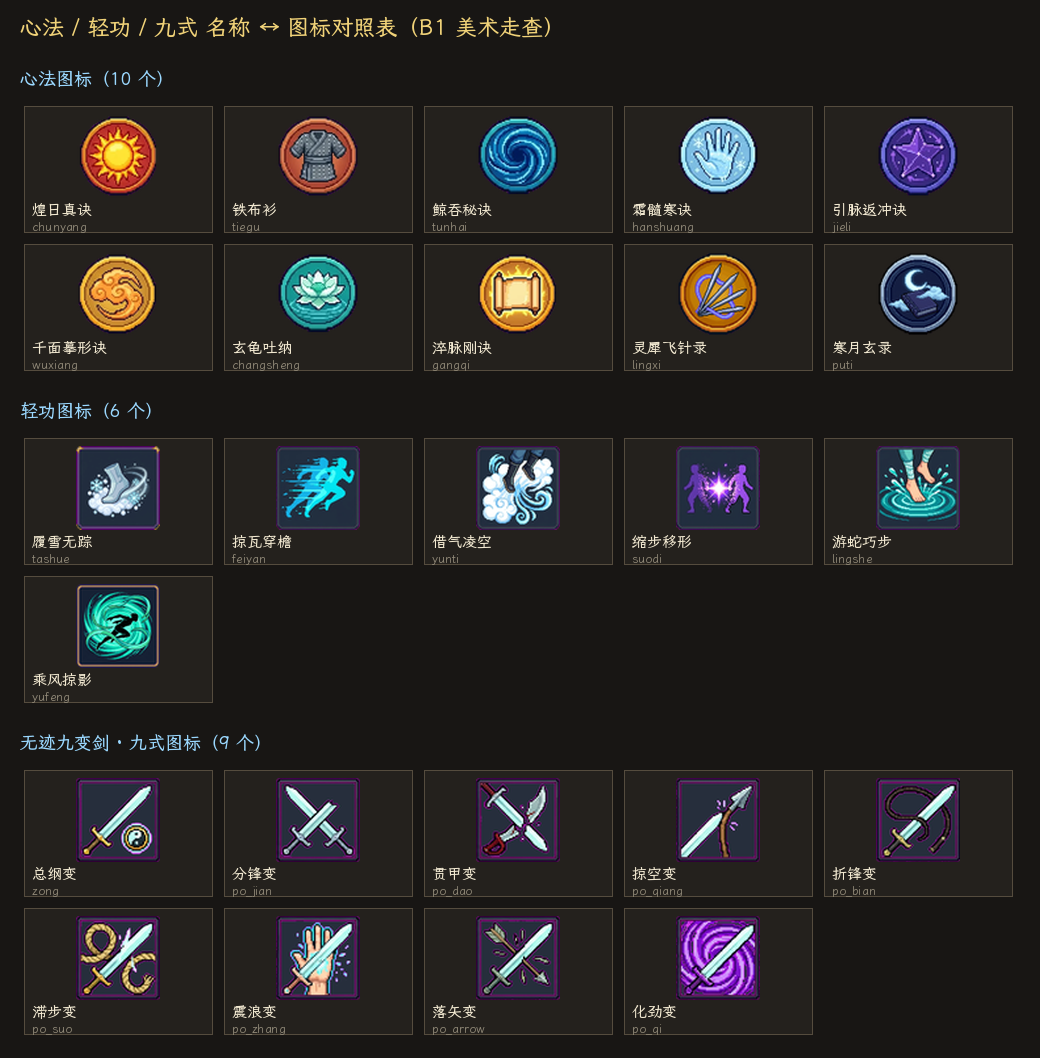 心法 / 轻功 / 九式 名称 ↔ 图标对照表（B1 美术走查）
心法图标（10 个）
煌日真诀
chunyang
铁布衫
tiegu
鲸吞秘诀
tunhai
霜髓寒诀
hanshuang
引脉返冲诀
jieli
千面摹形诀
wuxiang
玄龟吐纳
changsheng
淬脉刚诀
gangqi
灵犀飞针录
lingxi
寒月玄录
puti
轻功图标（6 个）
履雪无踪
tashue
掠瓦穿檐
feiyan
借气凌空
yunti
缩步移形
suodi
游蛇巧步
lingshe
乘风掠影
yufeng
无迹九变剑・九式图标（9 个）
总纲变
zong
分锋变
po_jian
贯甲变
po_dao
掠空变
po_qiang
折锋变
po_bian
滞步变
po_suo
震浪变
po_zhang
落矢变
po_arrow
化劲变
po_qi